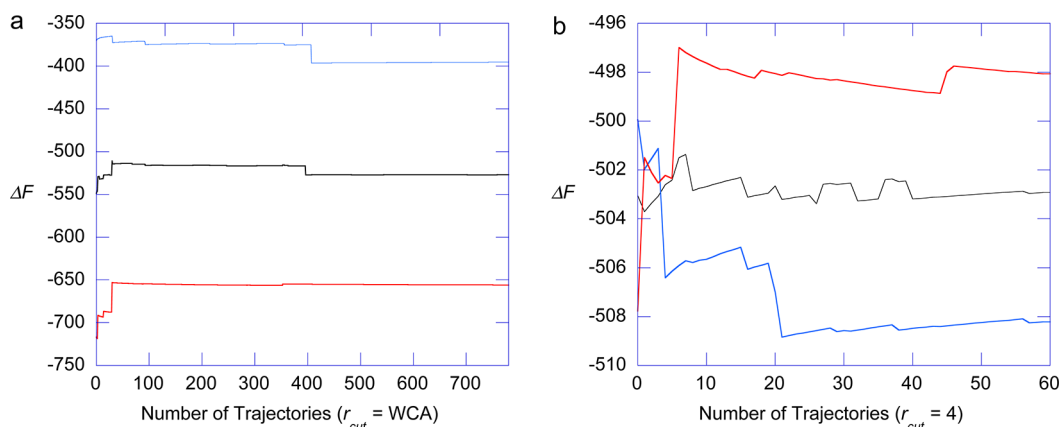 a
-350
-400
-450
-500
ΔF
-550
-600
-650
-700
-750
0 100 200 300 400 500 600 700
Number of Trajectories (r_cut = WCA)
b
-496
-498
-500
-502
ΔF
-504
-506
-508
-510
0 10 20 30 40 50 60
Number of Trajectories (r_cut = 4)